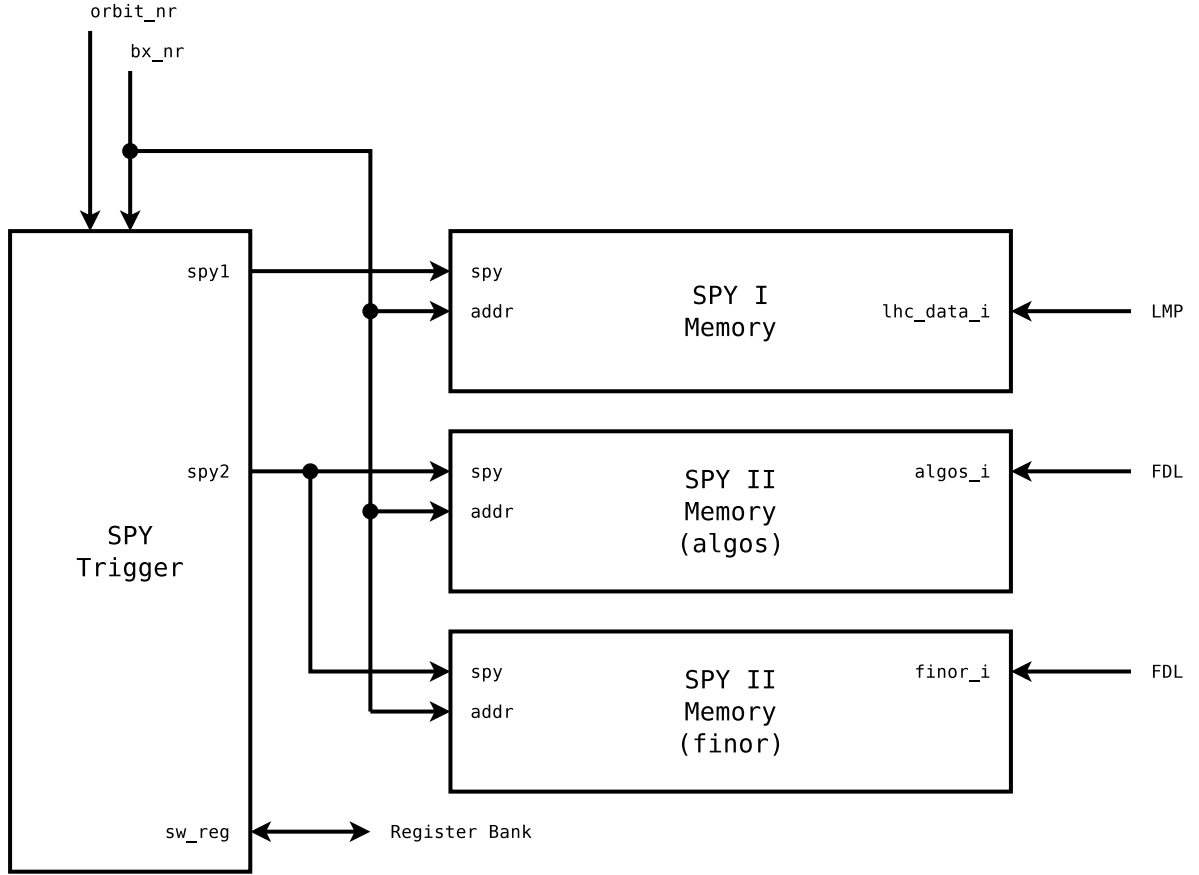 orbit_nr
bx_nr
spy1
spy
addr
SPY I
Memory
lhc_data_i
LMP
spy2
spy
addr
SPY II
Memory
(algos)
algos_i
FDL
SPY
Trigger
spy
addr
SPY II
Memory
(finor)
finor_i
FDL
sw_reg
Register Bank